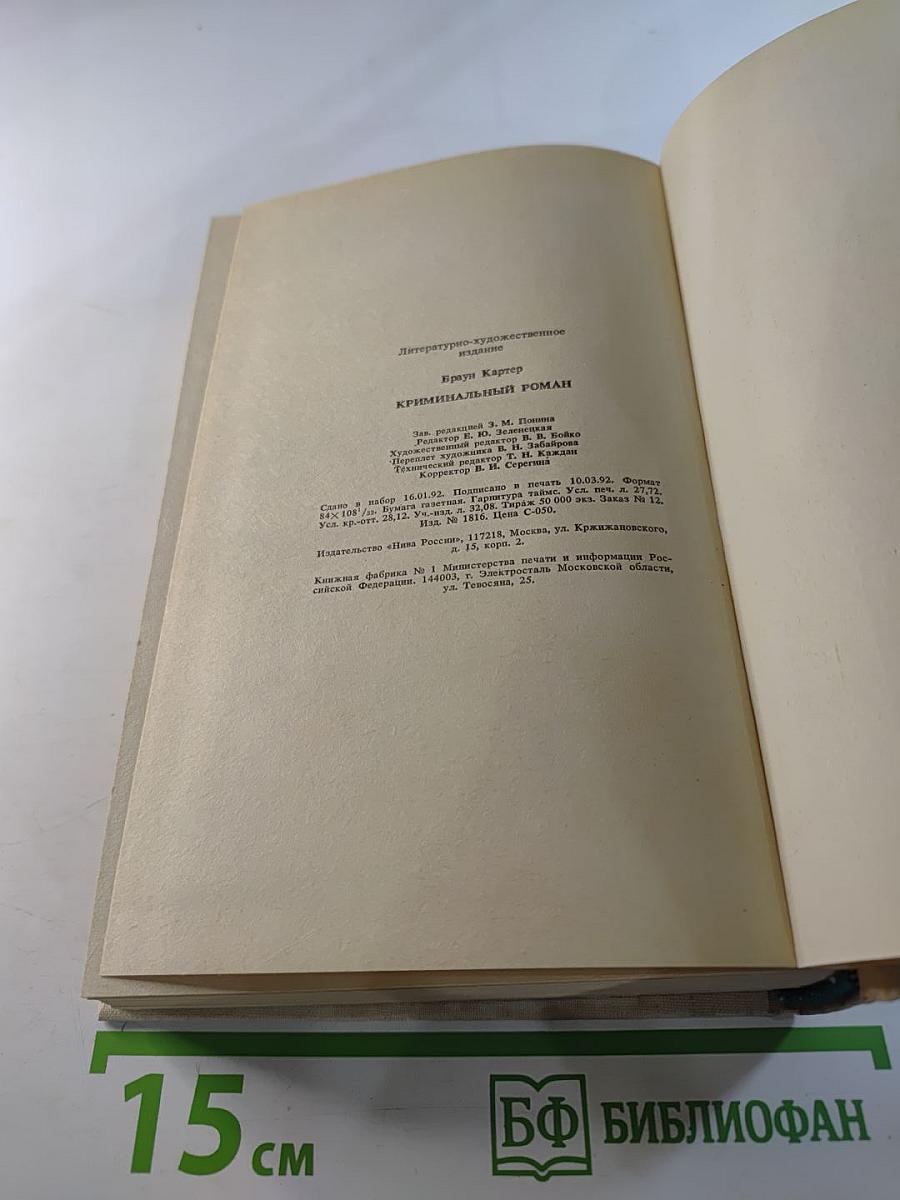 Литературно-художественное
издание
Браун Картер
КРИМИНАЛЬНЫЙ РОМАН
Зав. редакцией З. М. Понина
Редактор Е. Ю. Зеленецкая
Художественный редактор В. В. Бойко
Переплет художника В. Н. Забайрова
Технический редактор Т. Н. Каждан
Корректор В. И. Серегина
Сдано в набор 16.01.92. Подписано в печать 10.03.92. Формат
84×108¹/₃₂. Бумага газетная. Гарнитура таймс. Усл. печ. л. 27,72.
Усл. кр.-отт. 28,12. Уч.-изд. л. 32,08. Тираж 50 000 экз. Заказ № 12.
Изд. № 1816. Цена С-050.
Издательство «Нива России», 117218, Москва, ул. Кржижановского,
д. 15, корп. 2.
Книжная фабрика № 1 Министерства печати и информации Рос-
сийской Федерации. 144003, г. Электросталь Московской области,
ул. Тевосяна, 25.
15 см
БФ БИБЛИОФАН